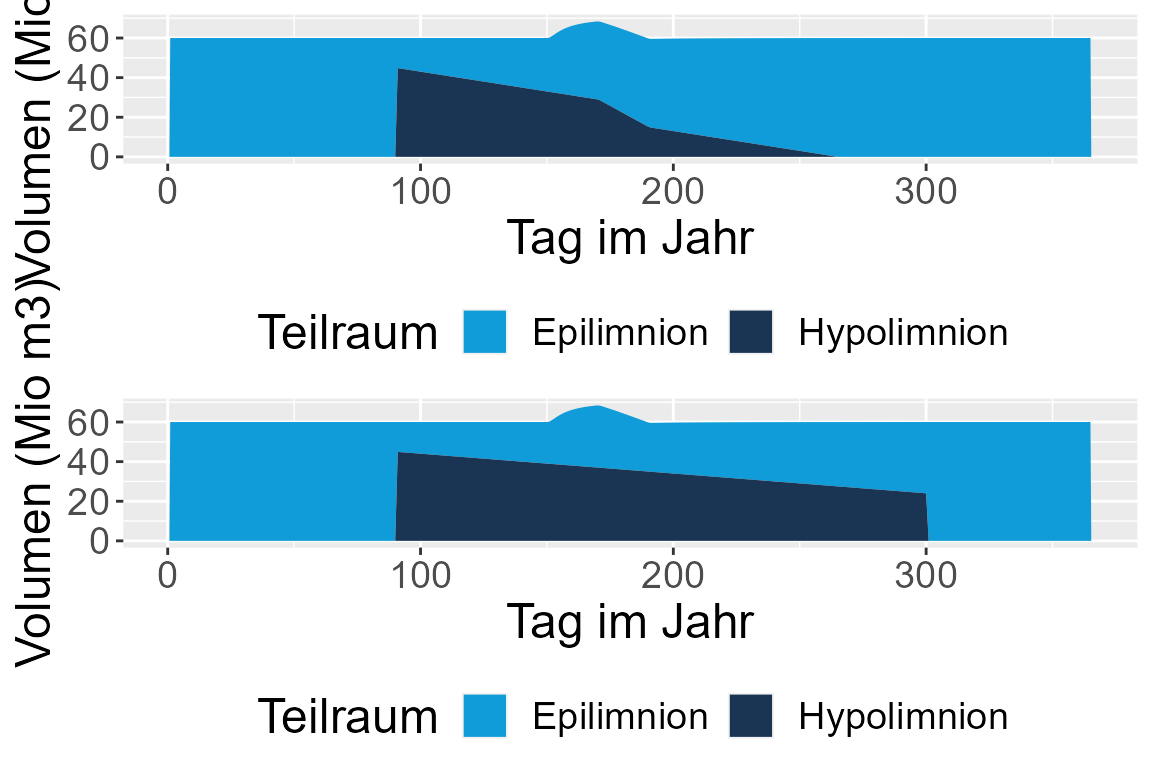 Volumen (Mio
60
40
20
0
0 100 200 300
Tag im Jahr
Teilraum Epilimnion Hypolimnion
Volumen (Mio m3)
60
40
20
0
0 100 200 300
Tag im Jahr
Teilraum Epilimnion Hypolimnion